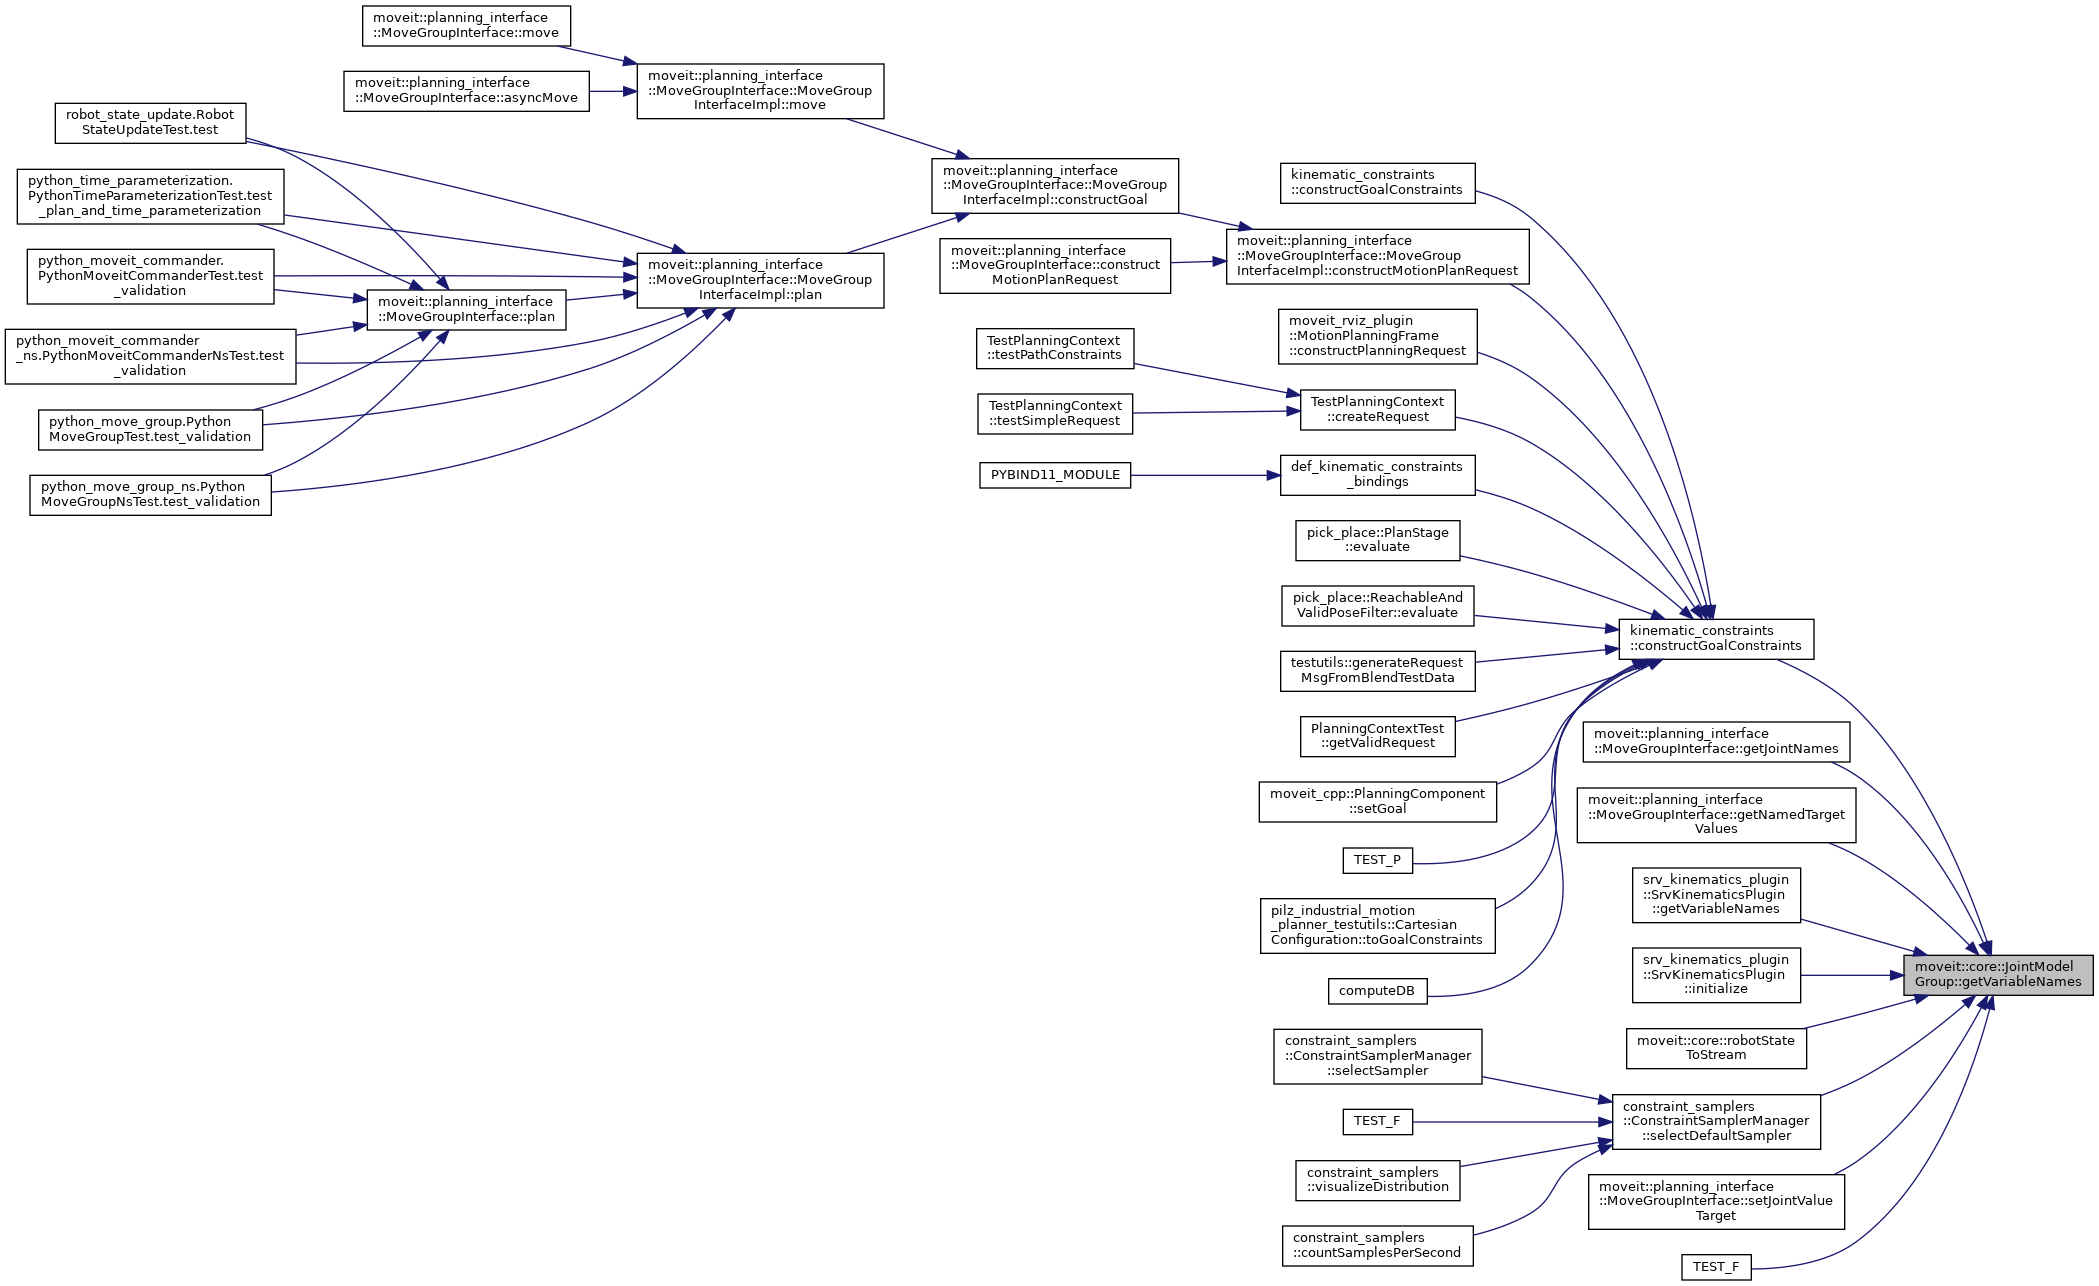 moveit::planning_interface
::MoveGroupInterface::move
moveit::planning_interface
::MoveGroupInterface::asyncMove
moveit::planning_interface
::MoveGroupInterface::MoveGroup
InterfaceImpl::move
robot_state_update.Robot
StateUpdateTest.test
python_time_parameterization.
PythonTimeParameterizationTest.test
_plan_and_time_parameterization
python_moveit_commander.
PythonMoveitCommanderTest.test
_validation
python_moveit_commander
_ns.PythonMoveitCommanderNsTest.test
_validation
python_move_group.Python
MoveGroupTest.test_validation
python_move_group_ns.Python
MoveGroupNsTest.test_validation
moveit::planning_interface
::MoveGroupInterface::plan
moveit::planning_interface
::MoveGroupInterface::MoveGroup
InterfaceImpl::plan
moveit::planning_interface
::MoveGroupInterface::MoveGroup
InterfaceImpl::constructGoal
moveit::planning_interface
::MoveGroupInterface::construct
MotionPlanRequest
TestPlanningContext
::testPathConstraints
TestPlanningContext
::testSimpleRequest
PYBIND11_MODULE
kinematic_constraints
::constructGoalConstraints
moveit::planning_interface
::MoveGroupInterface::MoveGroup
InterfaceImpl::constructMotionPlanRequest
moveit_rviz_plugin
::MotionPlanningFrame
::constructPlanningRequest
TestPlanningContext
::createRequest
def_kinematic_constraints
_bindings
pick_place::PlanStage
::evaluate
pick_place::ReachableAnd
ValidPoseFilter::evaluate
testutils::generateRequest
MsgFromBlendTestData
PlanningContextTest
::getValidRequest
moveit_cpp::PlanningComponent
::setGoal
TEST_P
pilz_industrial_motion
_planner_testutils::Cartesian
Configuration::toGoalConstraints
computeDB
constraint_samplers
::ConstraintSamplerManager
::selectSampler
TEST_F
constraint_samplers
::visualizeDistribution
constraint_samplers
::countSamplesPerSecond
kinematic_constraints
::constructGoalConstraints
moveit::planning_interface
::MoveGroupInterface::getJointNames
moveit::planning_interface
::MoveGroupInterface::getNamedTarget
Values
srv_kinematics_plugin
::SrvKinematicsPlugin
::getVariableNames
srv_kinematics_plugin
::SrvKinematicsPlugin
::initialize
moveit::core::robotState
ToStream
constraint_samplers
::ConstraintSamplerManager
::selectDefaultSampler
moveit::planning_interface
::MoveGroupInterface::setJointValue
Target
TEST_F
moveit::core::JointModel
Group::getVariableNames